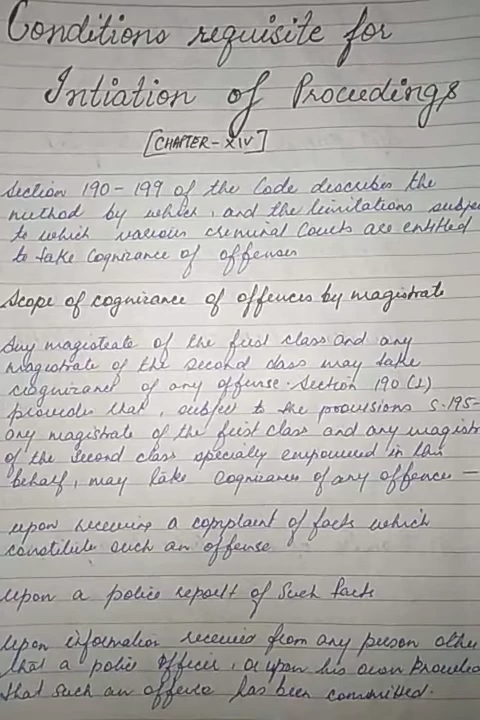 Conditions requisite for
Intiation of Proceedings
[CHAPTER-XIV]
Section 190-199 of the Code describes the
method by which, and the limitations subje
to which various criminal Courts are entitled
to take Cognizance of offenses
Scope of cognizance of offences by magistrate
Any magistrate of the first class and any
magistrate of the second class may take
cognizance of any offense. Section 190 (1)
provides that, subject to the provisions S.195-
any magistrate of the first class and any magistr
of the second class specially empowered in this
behalf, may take Cognizance of any offence -
upon receiving a complaint of facts which
constitute such an offense
Upon a police report of Such facts
Upon information received from any person othe
that a police officer, or upon his own
that such an offence has been committed.